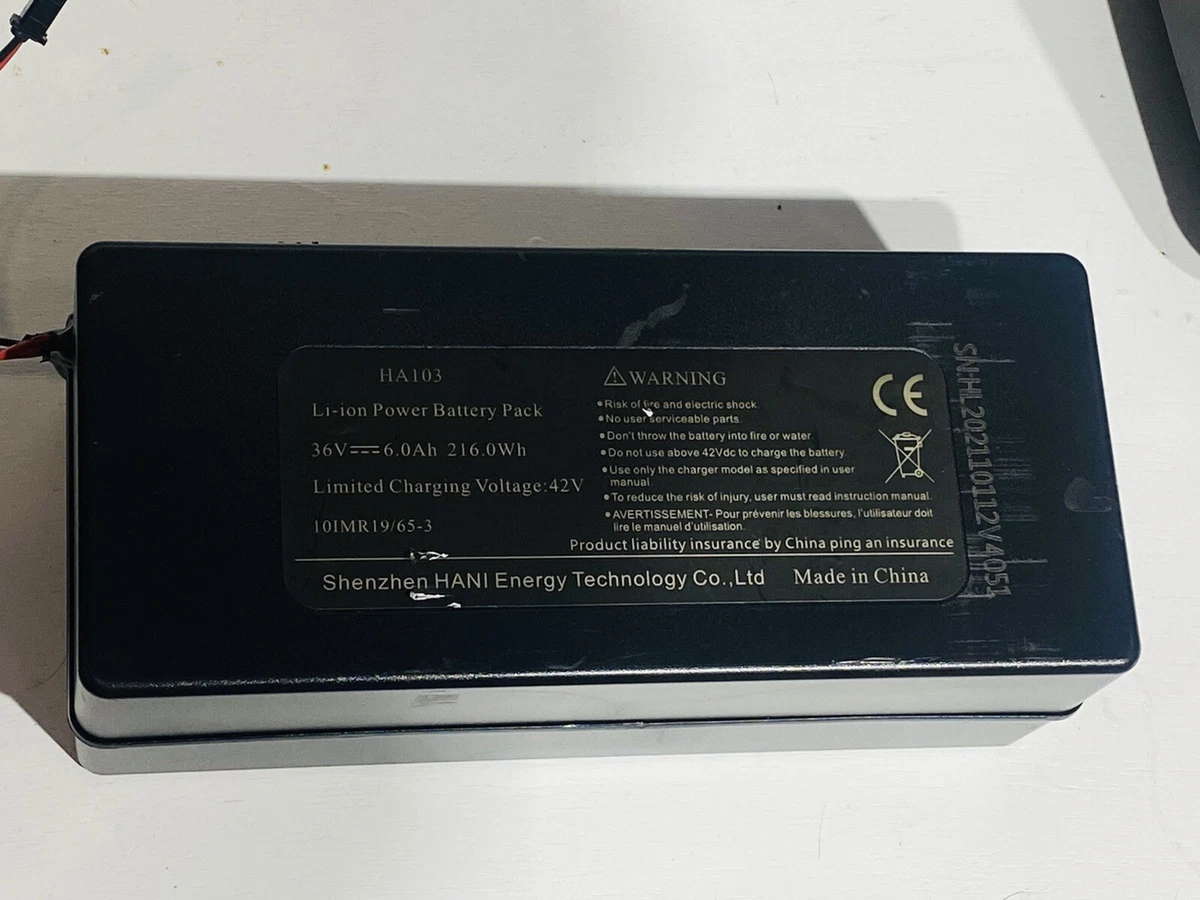 HA103
Li-ion Power Battery Pack
36V⎓6.0Ah 216.0Wh
Limited Charging Voltage:42V
10IMR19/65-3
⚠WARNING
•Risk of fire and electric shock.
•No user serviceable parts.
•Don't throw the battery into fire or water.
•Do not use above 42Vdc to charge the battery.
•Use only the charger model as specified in user
manual.
•To reduce the risk of injury, user must read instruction manual.
•AVERTISSEMENT- Pour prévenir les blessures, l'utilisateur doit
lire le manuel d'utilisation.
CE
Product liability insurance by China ping an insurance
Shenzhen HANI Energy Technology Co.,Ltd Made in China
SN:HL202110112V4051